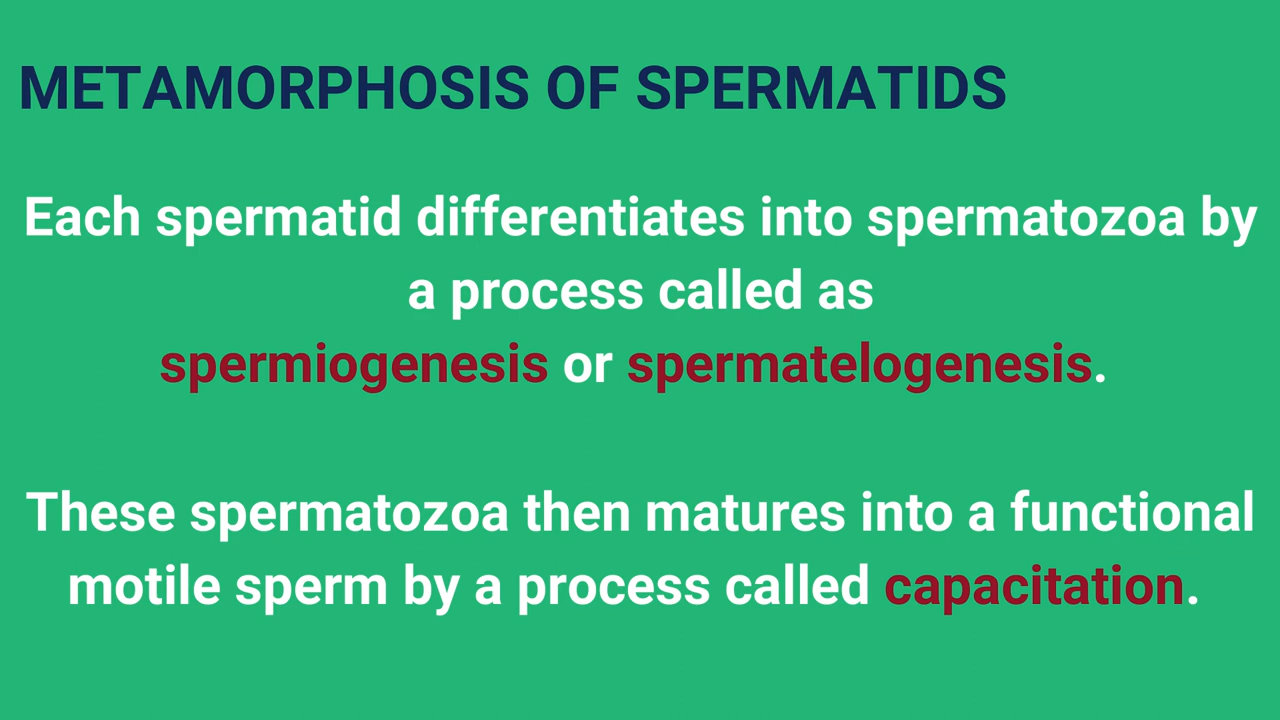 METAMORPHOSIS OF SPERMATIDS
Each spermatid differentiates into spermatozoa by
a process called as
spermiogenesis or spermatelogenesis.
These spermatozoa then matures into a functional
motile sperm by a process called capacitation.